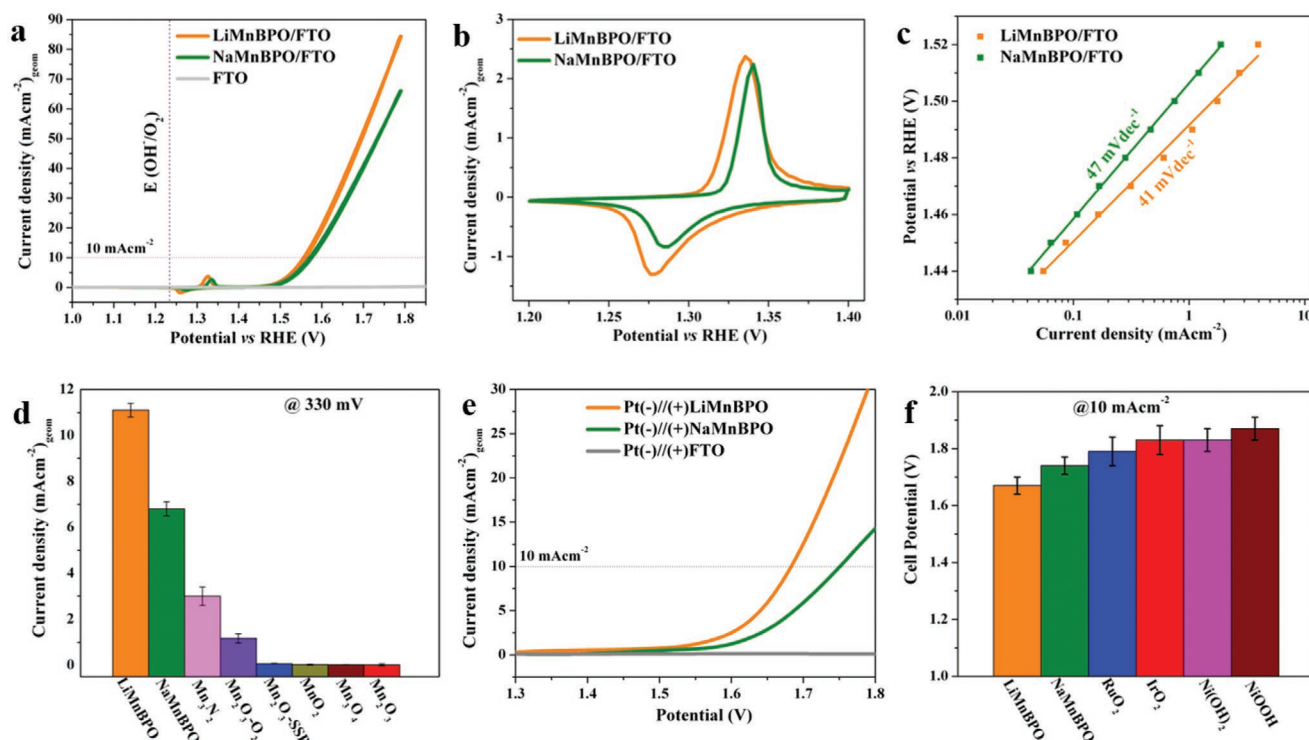 a
LiMnBPO/FTO
NaMnBPO/FTO
FTO
E (OH⁻/O₂)
10 mAcm⁻²
Current density (mAcm⁻²)geom
90
80
70
60
50
40
30
20
10
0
1.0 1.1 1.2 1.3 1.4 1.5 1.6 1.7 1.8
Potential vs RHE (V)
b
LiMnBPO/FTO
NaMnBPO/FTO
Current density (mAcm⁻²)geom
3
2
1
0
-1
1.20 1.25 1.30 1.35 1.40
Potential vs RHE (V)
c
LiMnBPO/FTO
NaMnBPO/FTO
47 mVdec⁻¹
41 mVdec⁻¹
Potential vs RHE (V)
1.52
1.50
1.48
1.46
1.44
0.01 0.1 1 10
Current density (mAcm⁻²)
d
@ 330 mV
Current density (mAcm⁻²)geom
12
11
9
8
6
4
3
1
0
LiMnBPO
NaMnBPO
Mn₃N₂
Mn₂O₃-O₂
MnO₂
Mn₃O₄
Mn₂O₃
e
Pt(-)//(+)LiMnBPO
Pt(-)//(+)NaMnBPO
Pt(-)//(+)FTO
10 mAcm⁻²
Current density (mAcm⁻²)geom
30
25
20
15
10
5
0
1.3 1.4 1.5 1.6 1.7 1.8
Potential (V)
f
@10 mAcm⁻²
Cell Potential (V)
2.0
1.8
1.6
1.4
1.2
1.0
LiMnBPO
NaMnBPO
RuO₂
IrO₂
Ni(OH)₂
NiOOH